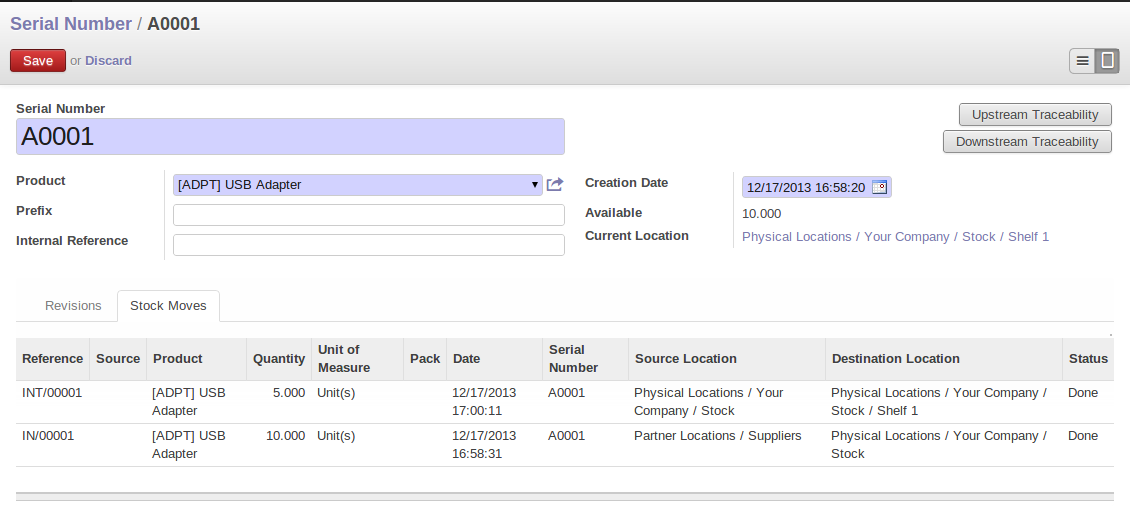 Serial Number / A0001
Save or Discard
Serial Number
A0001
Upstream Traceability
Downstream Traceability
Product [ADPT] USB Adapter
Prefix
Internal Reference
Creation Date 12/17/2013 16:58:20
Available 10.000
Current Location Physical Locations / Your Company / Stock / Shelf 1
Revisions Stock Moves
Reference Source Product Quantity Unit of Measure Pack Date Serial Number Source Location Destination Location Status
INT/00001 [ADPT] USB Adapter 5.000 Unit(s) 12/17/2013 17:00:11 A0001 Physical Locations / Your Company / Stock Physical Locations / Your Company / Stock / Shelf 1 Done
IN/00001 [ADPT] USB Adapter 10.000 Unit(s) 12/17/2013 16:58:31 A0001 Partner Locations / Suppliers Physical Locations / Your Company / Stock Done